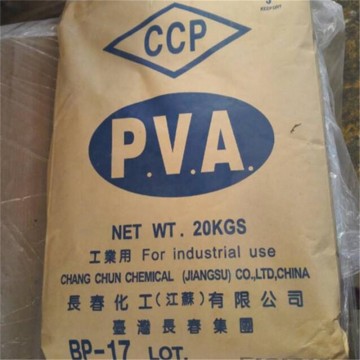 CCP
P.V.A.
NET WT. 20KGS
工業用 For industrial use
CHANG CHUN CHEMICAL (JIANGSU) CO.,LTD,CHINA
長春化工(江蘇)有限公司
臺灣長春集團
BP-17 LOT.